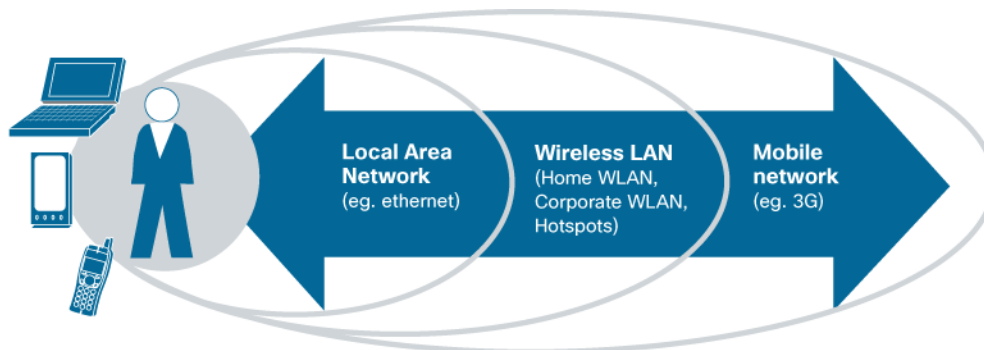 Local Area
Network
(eg. ethernet)
Wireless LAN
(Home WLAN,
Corporate WLAN,
Hotspots)
Mobile
network
(eg. 3G)